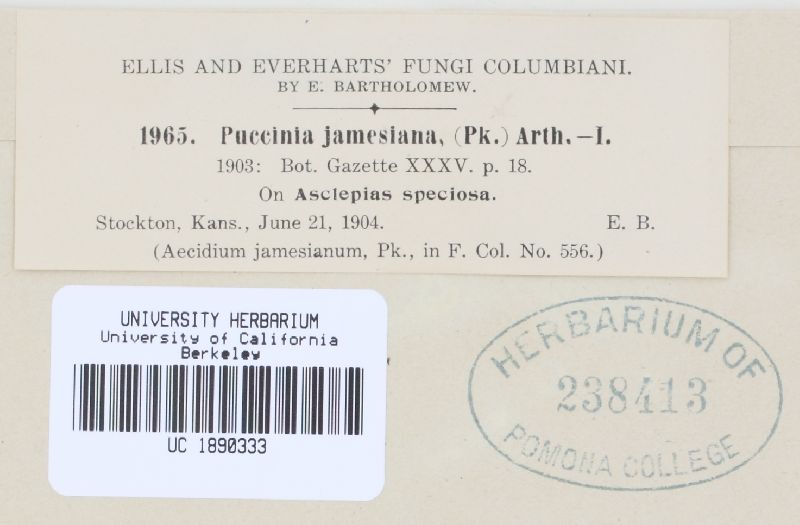 ELLIS AND EVERHARTS' FUNGI COLUMBIANI.
BY E. BARTHOLOMEW.
1965. Puccinia jamesiana, (Pk.) Arth.—I.
1903: Bot. Gazette XXXV. p. 18.
On Asclepias speciosa.
Stockton, Kans., June 21, 1904. E. B.
(Aecidium jamesianum, Pk., in F. Col. No. 556.)
UNIVERSITY HERBARIUM
University of California
Berkeley
UC 1890333
HERBARIUM OF
238413
POMONA COLLEGE